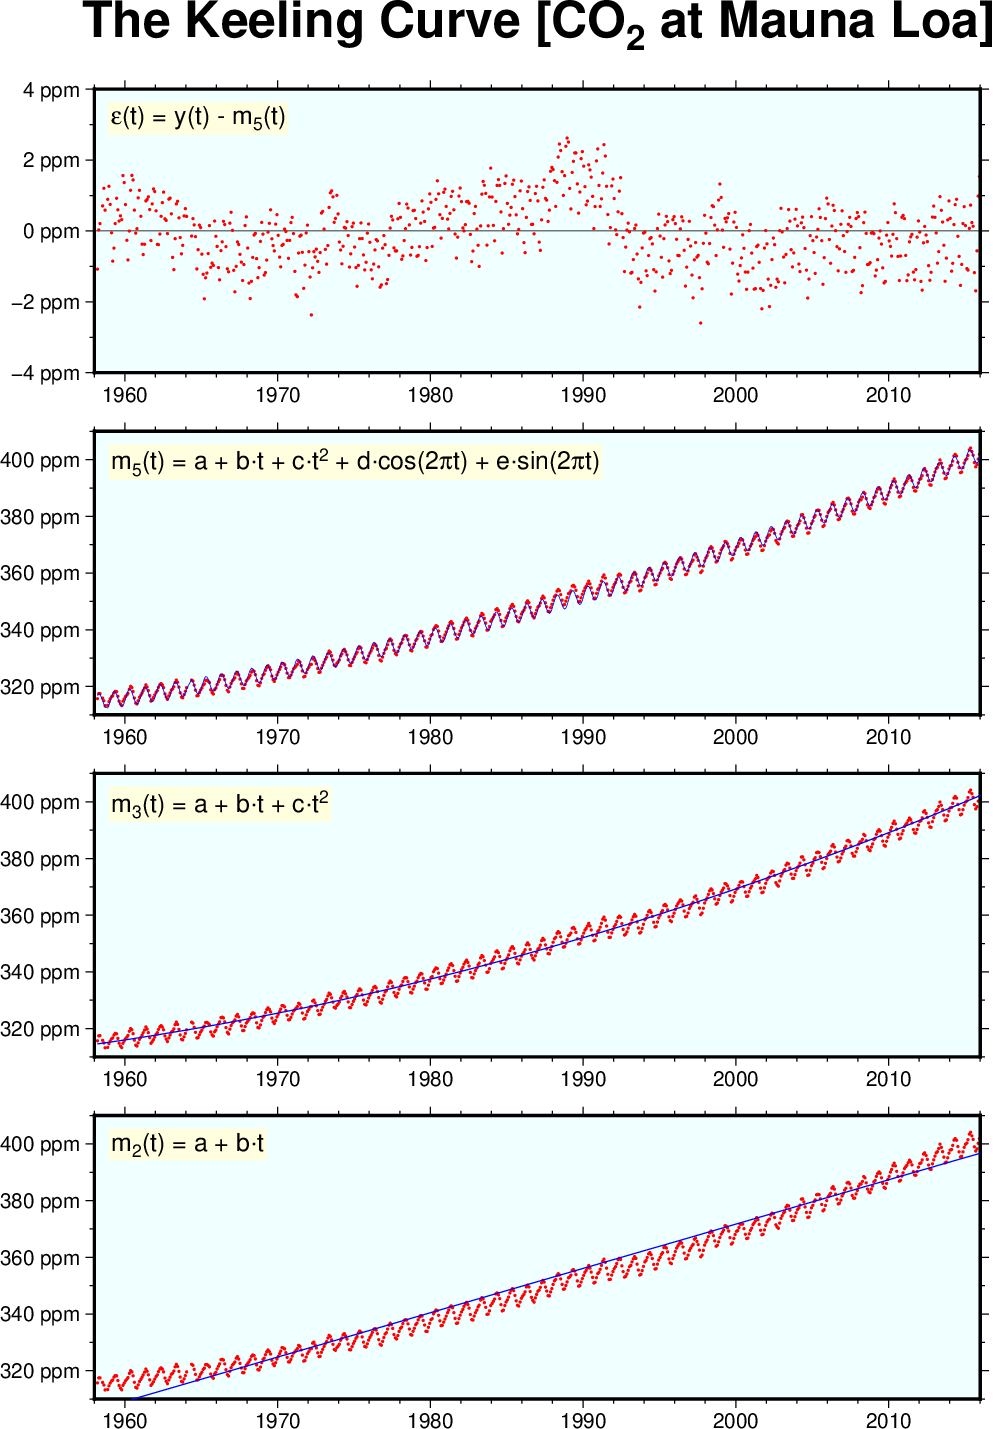 The Keeling Curve [CO₂ at Mauna Loa]
4 ppm
ε(t) = y(t) - m₅(t)
2 ppm
0 ppm
−2 ppm
−4 ppm
1960 1970 1980 1990 2000 2010
400 ppm
m₅(t) = a + b·t + c·t² + d·cos(2πt) + e·sin(2πt)
380 ppm
360 ppm
340 ppm
320 ppm
1960 1970 1980 1990 2000 2010
400 ppm
m₃(t) = a + b·t + c·t²
380 ppm
360 ppm
340 ppm
320 ppm
1960 1970 1980 1990 2000 2010
400 ppm
m₂(t) = a + b·t
380 ppm
360 ppm
340 ppm
320 ppm
1960 1970 1980 1990 2000 2010